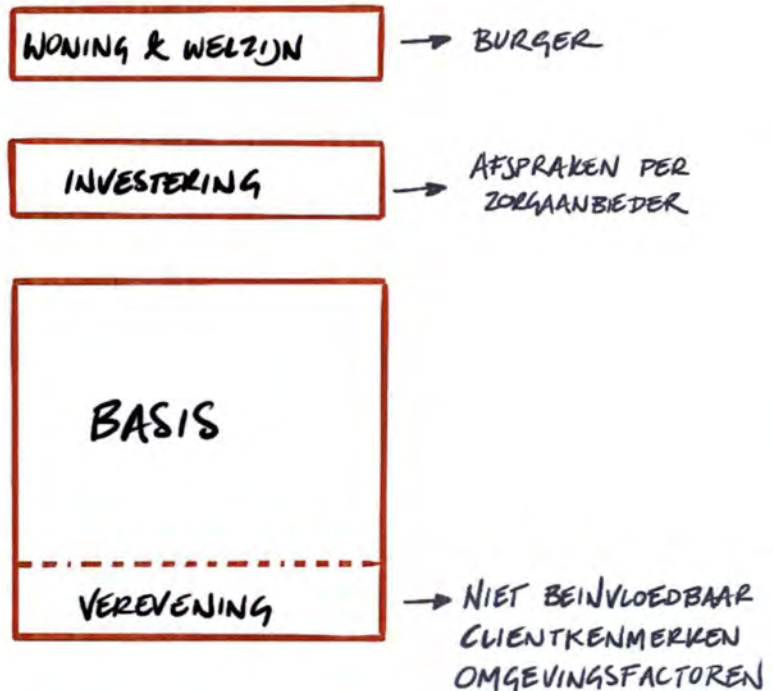 WONING & WELZIJN → BURGER
INVESTERING → AFSPRAKEN PER
ZORGAANBIEDER
BASIS
VEREVENING → NIET BEINVLOEDBAAR
CLIENTKENMERKEN
OMGEVINGSFACTOREN